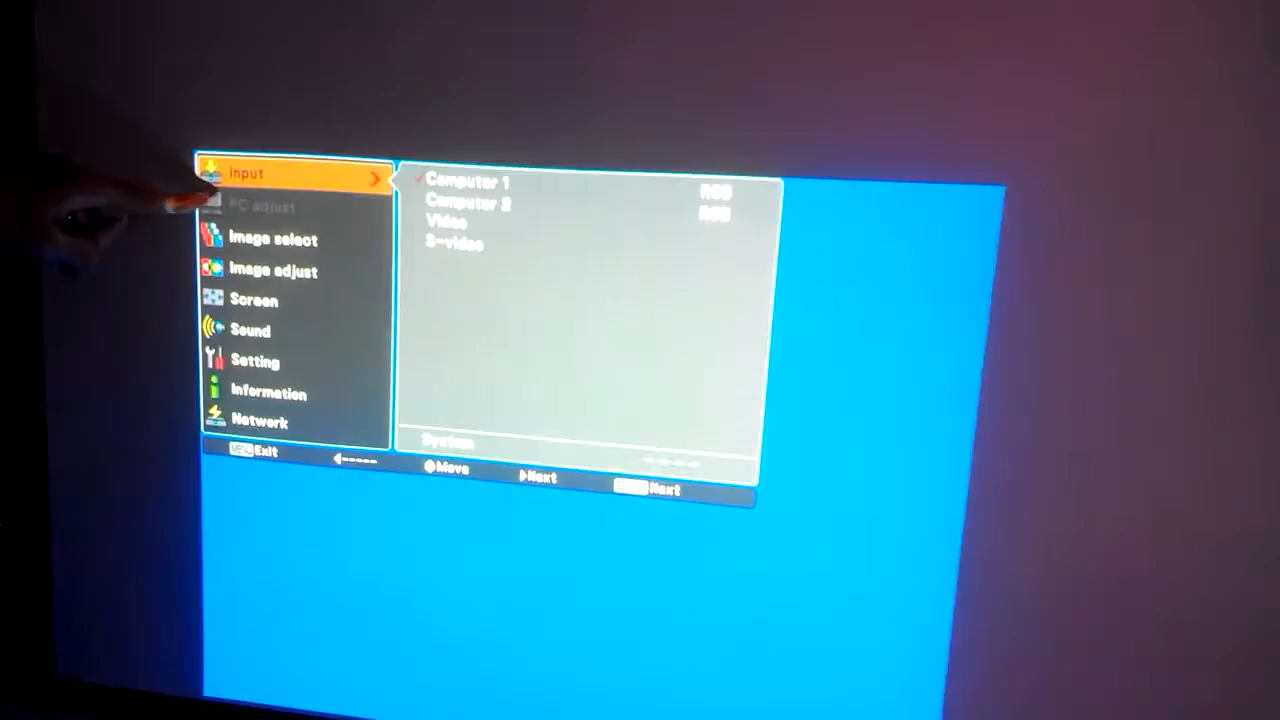 Input
PC adjust
Image select
Image adjust
Screen
Sound
Setting
Information
Network
Computer 1 RGB
Computer 2 RGB
Video
S-video
System
MENU Exit ◀----- Move ▶Next Next